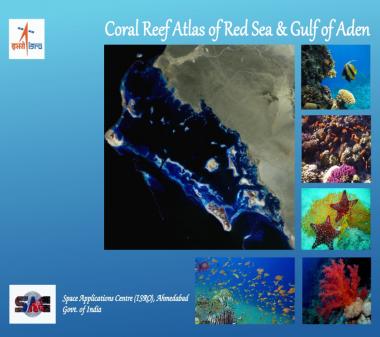 Coral Reef Atlas of Red Sea & Gulf of Aden
इसरो isro
SAC
Space Applications Centre (ISRO), Ahmedabad
Govt. of India